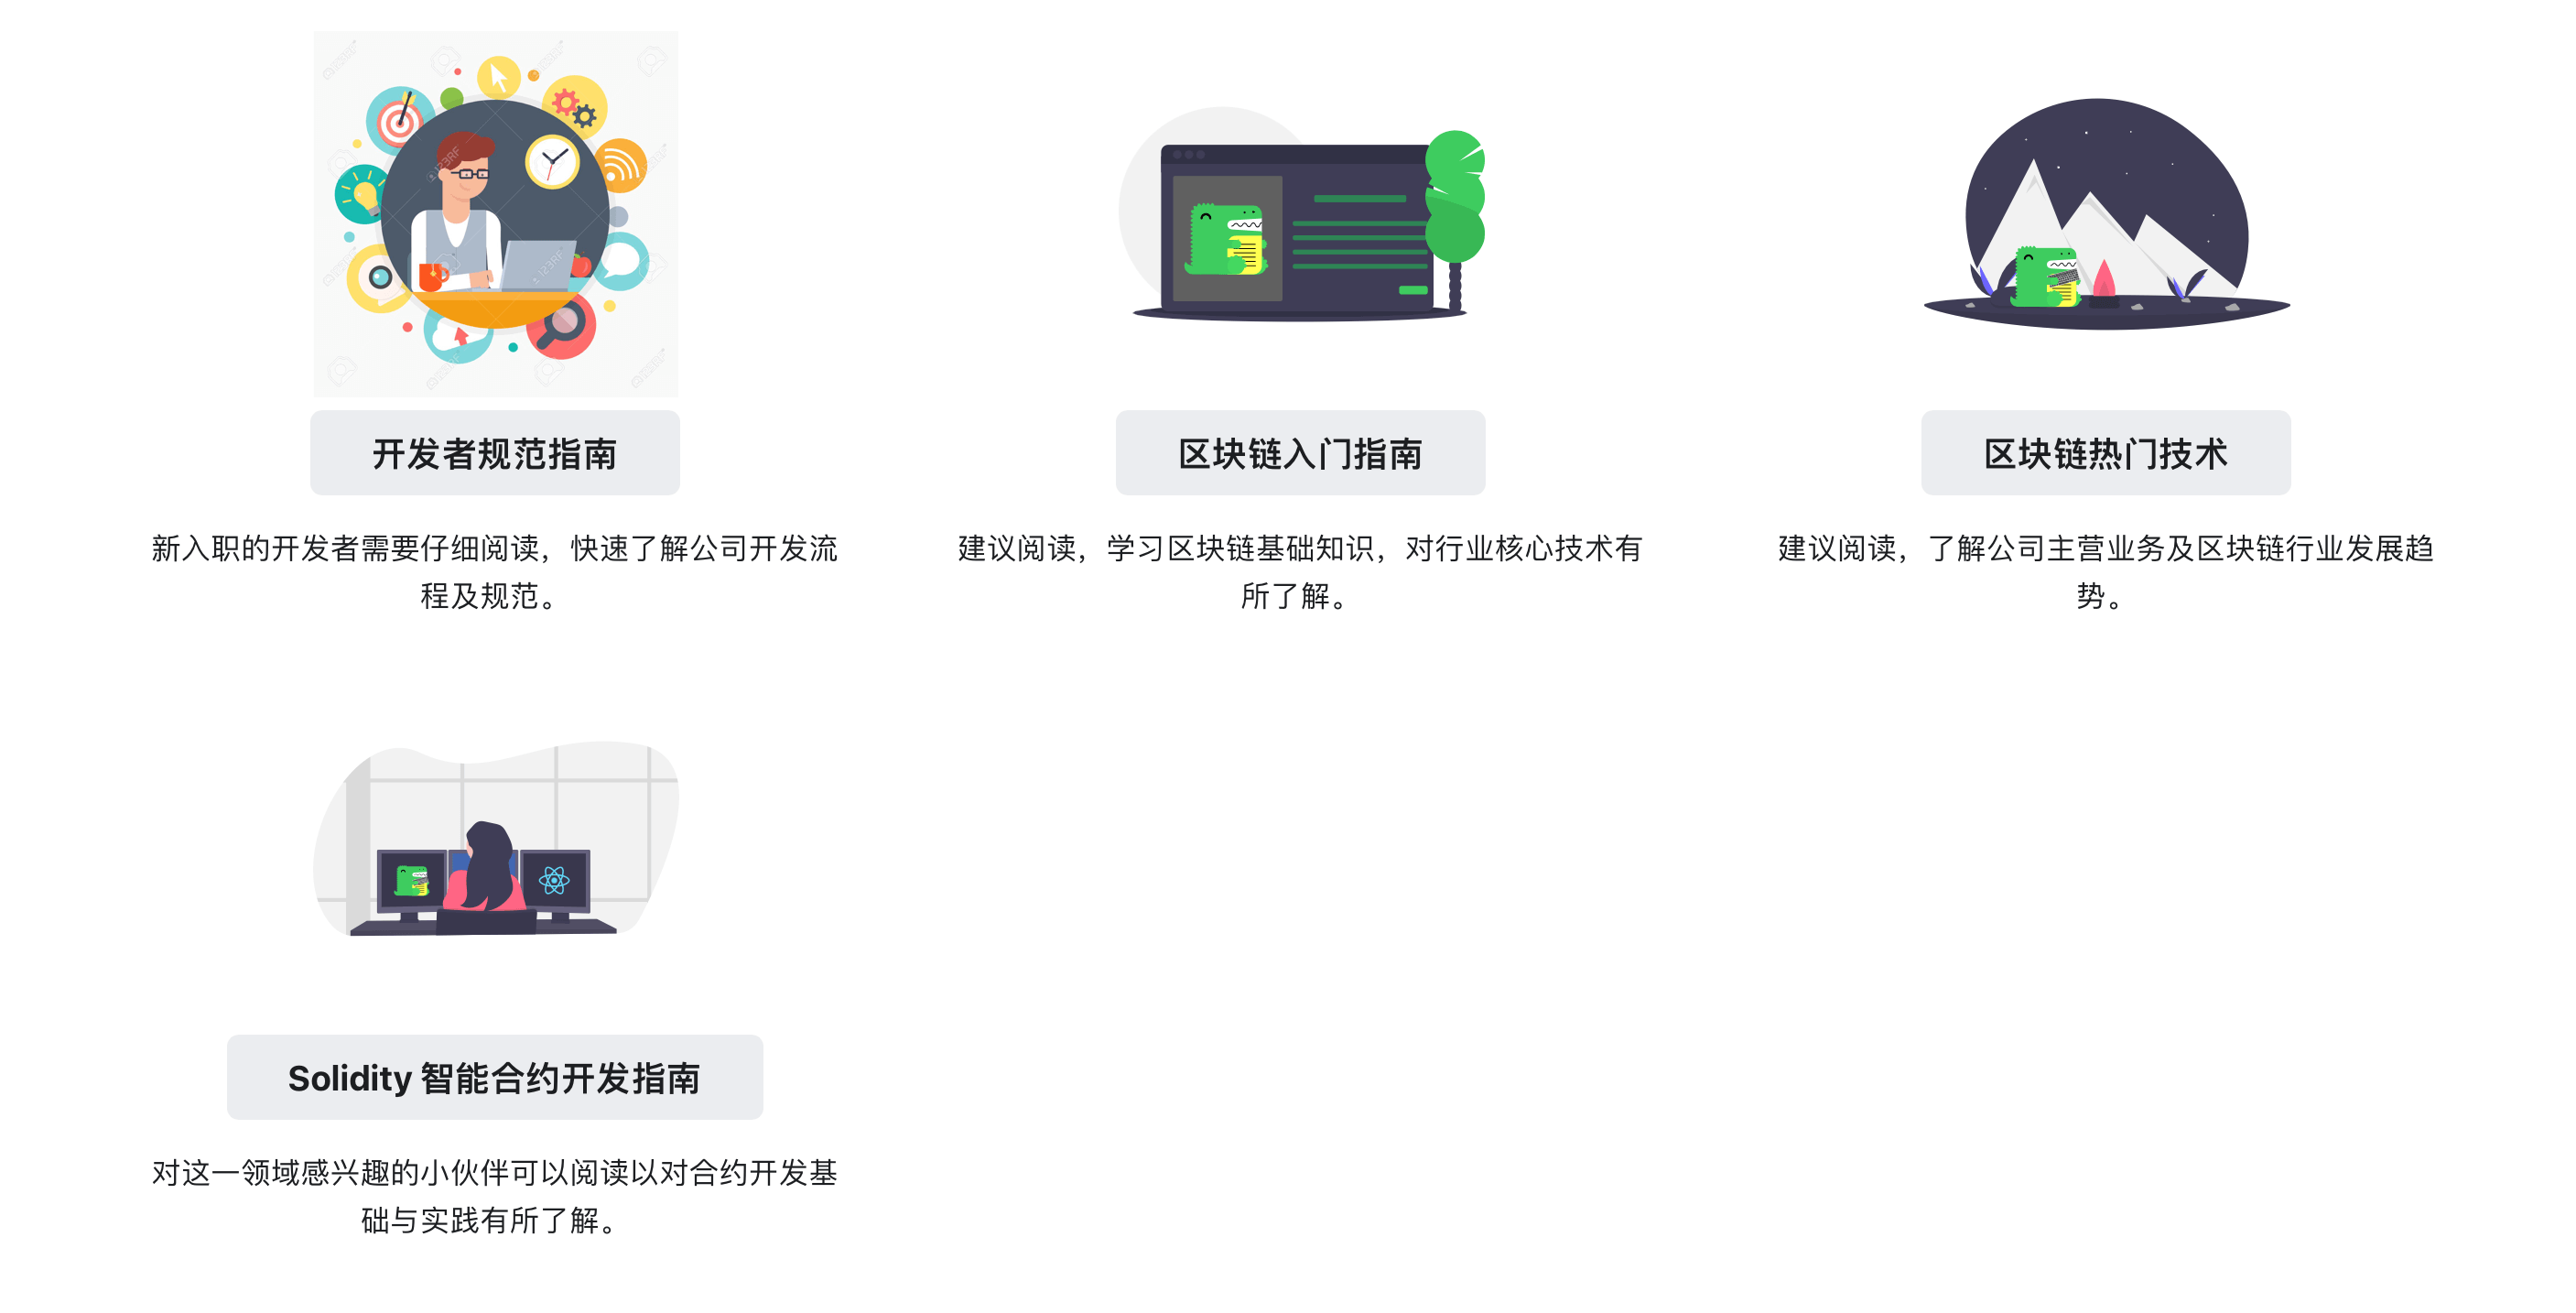 开发者规范指南
新入职的开发者需要仔细阅读，快速了解公司开发流
程及规范。
区块链入门指南
建议阅读，学习区块链基础知识，对行业核心技术有
所了解。
区块链热门技术
建议阅读，了解公司主营业务及区块链行业发展趋
势。
Solidity 智能合约开发指南
对这一领域感兴趣的小伙伴可以阅读以对合约开发基
础与实践有所了解。
123RF
123RF